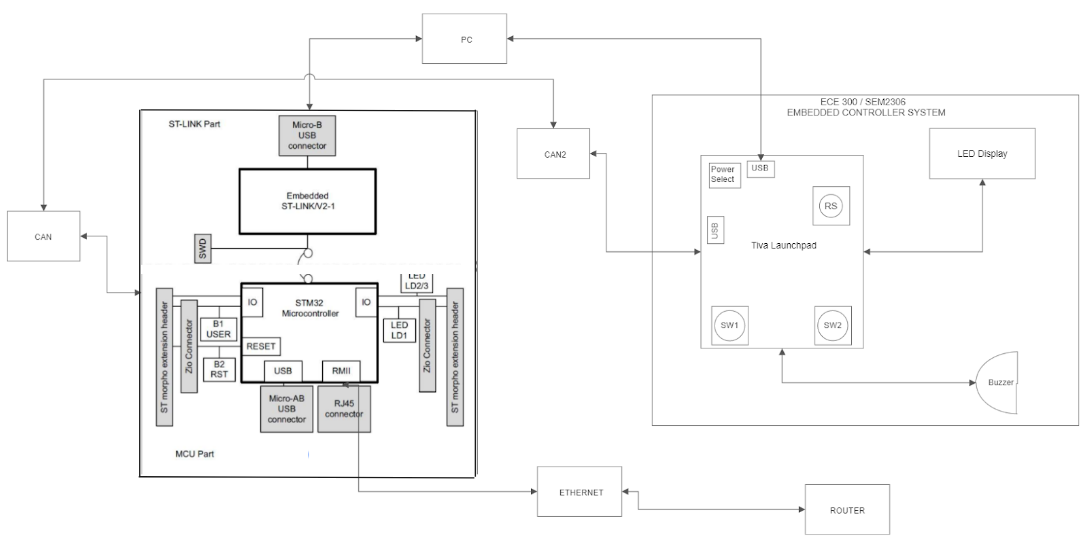 PC
ECE 300 / SEM2306
EMBEDDED CONTROLLER SYSTEM
ST-LINK Part
Micro-B
USB
connector
CAN2
LED Display
Power
Select
USB
Embedded
ST-LINK/V2-1
RS
CAN
SWD
USB
Tiva Launchpad
LED
LD2/3
IO
STM32
Microcontroller
IO
ST morpho extension header
Zio Connector
B1
USER
LED
LD1
Zio Connector
ST morpho extension header
SW1
SW2
RESET
B2
RST
USB
RMII
Buzzer
Micro-AB
USB
connector
RJ45
connector
MCU Part
ETHERNET
ROUTER